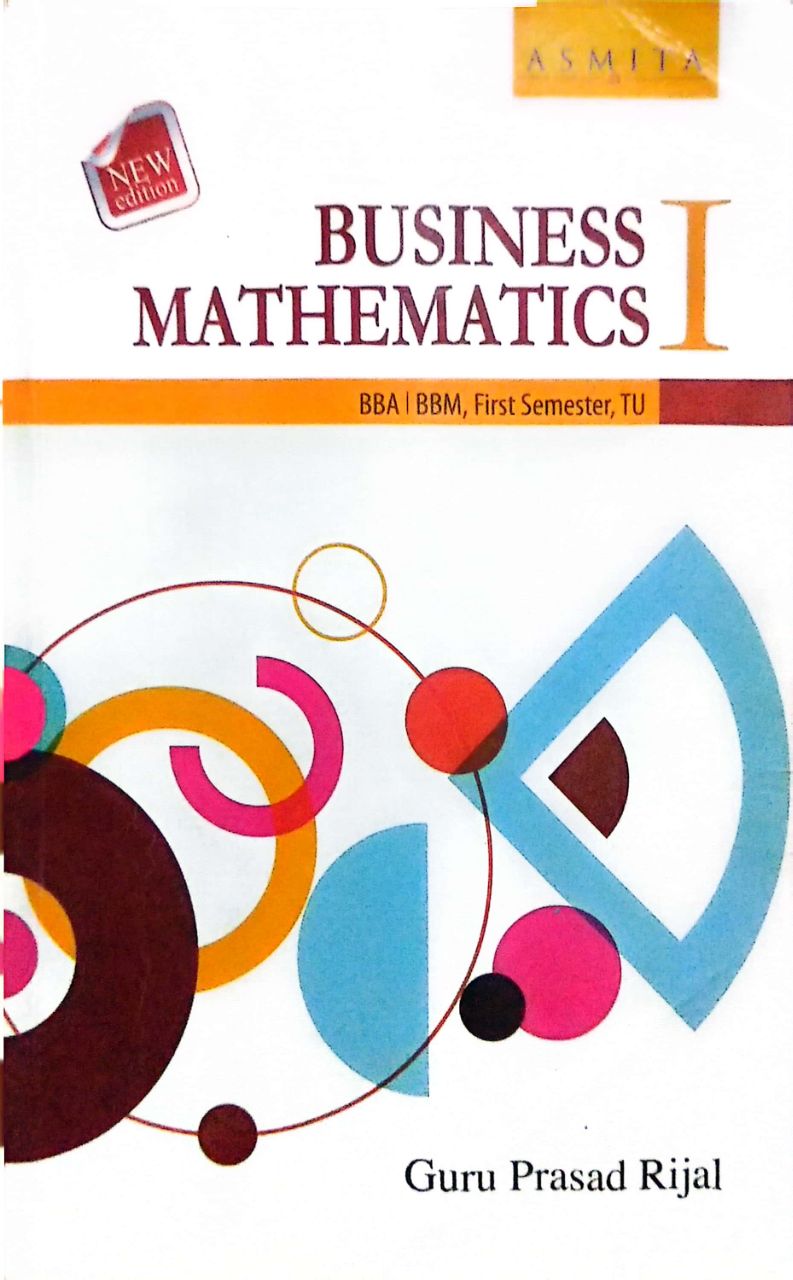 ASMITA
NEW
edition
BUSINESS
MATHEMATICS I
BBA | BBM, First Semester, TU
Guru Prasad Rijal